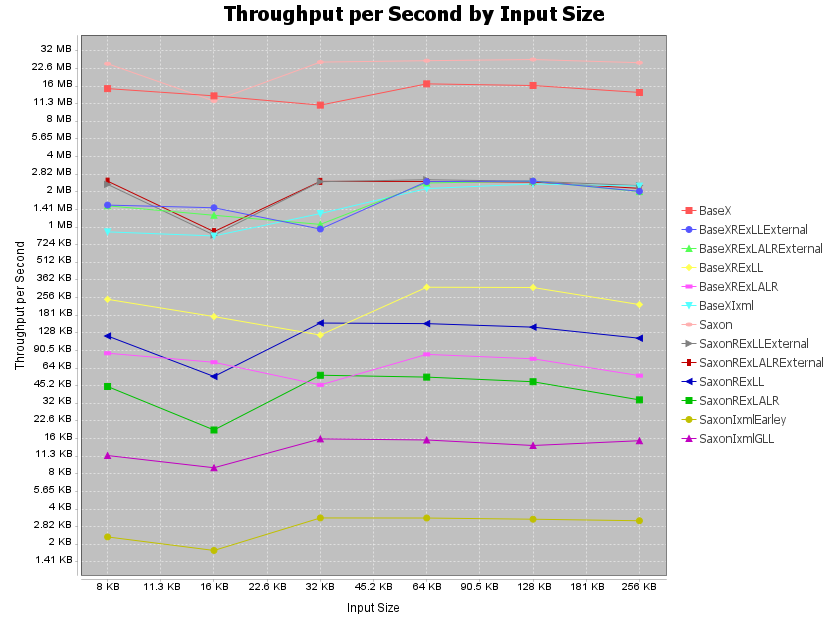 Throughput per Second by Input Size
Throughput per Second
32 MB
22.6 MB
16 MB
11.3 MB
8 MB
5.65 MB
4 MB
2.82 MB
2 MB
1.41 MB
1 MB
724 KB
512 KB
362 KB
256 KB
181 KB
128 KB
90.5 KB
64 KB
45.2 KB
32 KB
22.6 KB
16 KB
11.3 KB
8 KB
5.65 KB
4 KB
2.82 KB
2 KB
1.41 KB
8 KB 11.3 KB 16 KB 22.6 KB 32 KB 45.2 KB 64 KB 90.5 KB 128 KB 181 KB 256 KB
Input Size
BaseX
BaseXRExLLExternal
BaseXRExLALRExternal
BaseXRExLL
BaseXRExLALR
BaseXIxml
Saxon
SaxonRExLLExternal
SaxonRExLALRExternal
SaxonRExLL
SaxonRExLALR
SaxonIxmlEarley
SaxonIxmlGLL